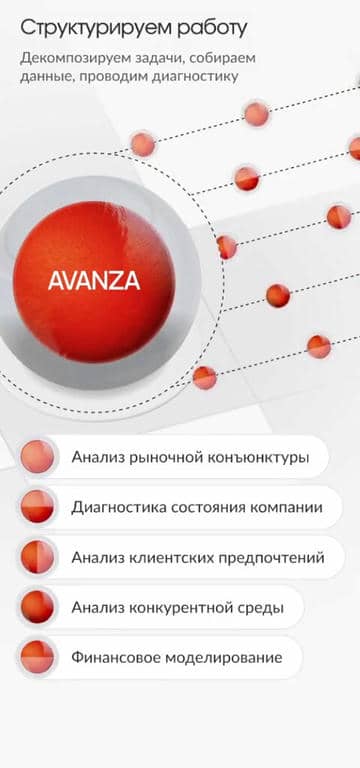 Структурируем работу
Декомпозируем задачи, собираем
данные, проводим диагностику
AVANZA
Анализ рыночной конъюнктуры
Диагностика состояния компании
Анализ клиентских предпочтений
Анализ конкурентной среды
Финансовое моделирование